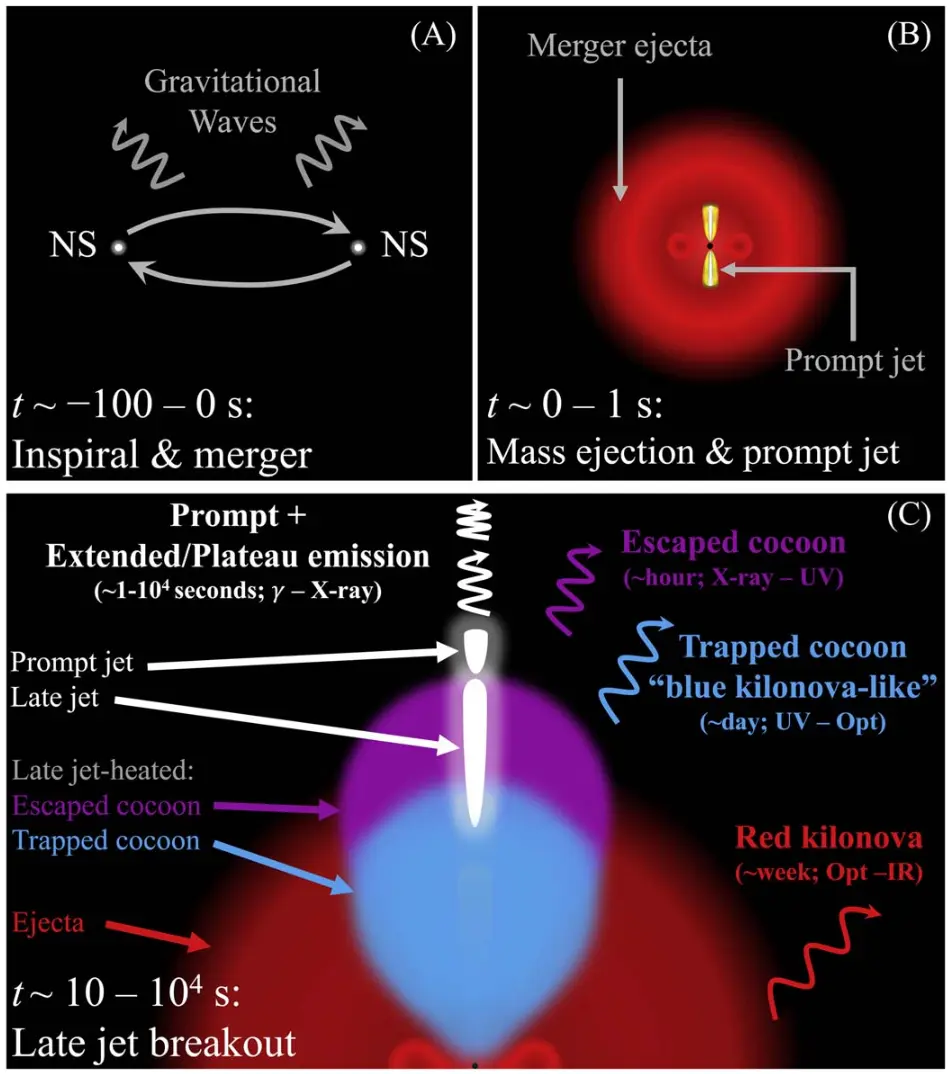 (A)
Gravitational
Waves
NS
NS
t ~ −100 – 0 s:
Inspiral & merger
(B)
Merger ejecta
Prompt jet
t ~ 0 – 1 s:
Mass ejection & prompt jet
(C)
Prompt +
Extended/Plateau emission
(~1-10⁴ seconds; γ – X-ray)
Escaped cocoon
(~hour; X-ray – UV)
Trapped cocoon
“blue kilonova-like”
(~day; UV – Opt)
Prompt jet
Late jet
Late jet-heated:
Escaped cocoon
Trapped cocoon
Red kilonova
(~week; Opt –IR)
Ejecta
t ~ 10 – 10⁴ s:
Late jet breakout